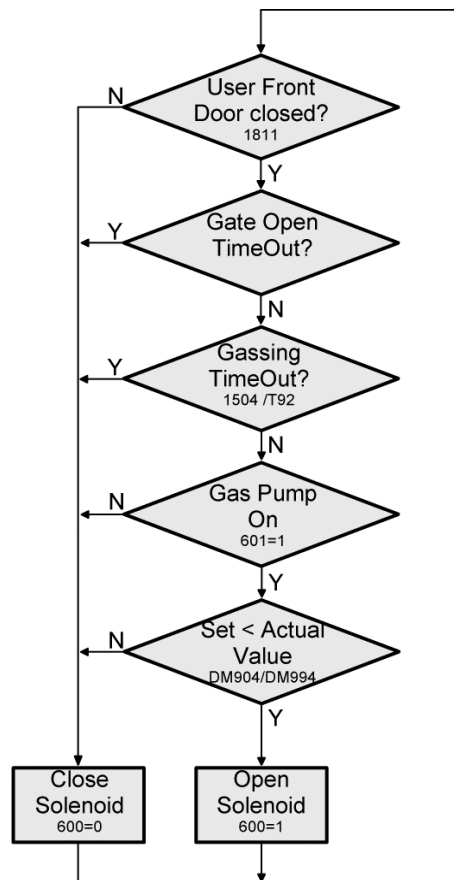 User Front
N
Door closed?
1811
Y
Gate Open
Y
TimeOut?
N
Gassing
Y
TimeOut?
1504 /T92
N
Gas Pump
N
On
601=1
Y
Set < Actual
N
Value
DM904/DM994
Y
Close
Solenoid
600=0
Open
Solenoid
600=1